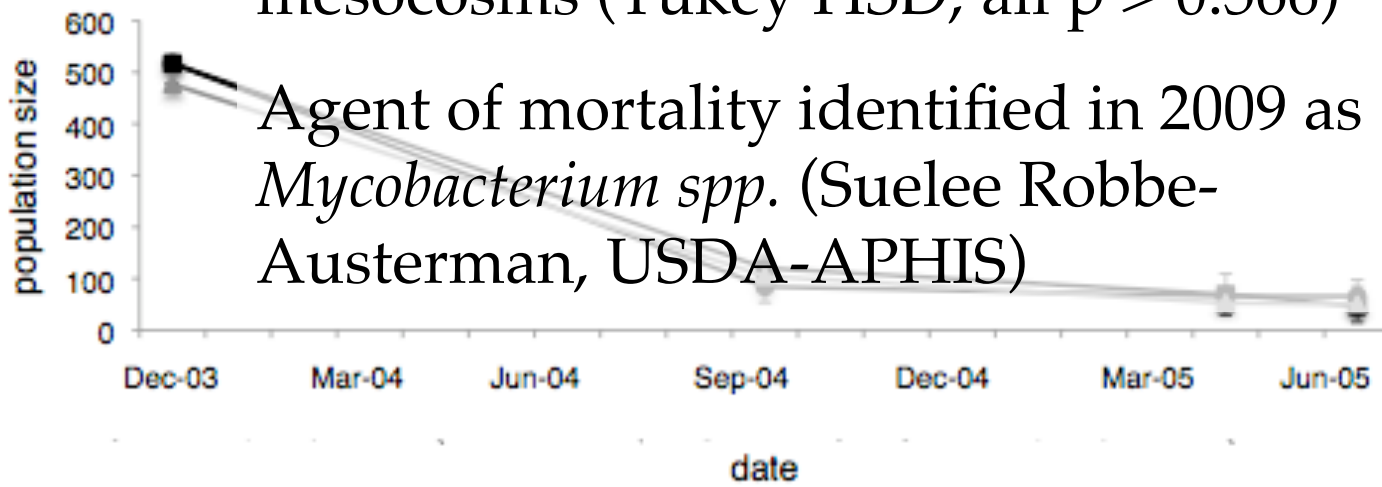 mesocosms (Tukey HSD, all p > 0.566)
600
500
400
300
200
100
0
population size
Agent of mortality identified in 2009 as
Mycobacterium spp. (Suelee Robbe-
Austerman, USDA-APHIS)
Dec-03 Mar-04 Jun-04 Sep-04 Dec-04 Mar-05 Jun-05
date